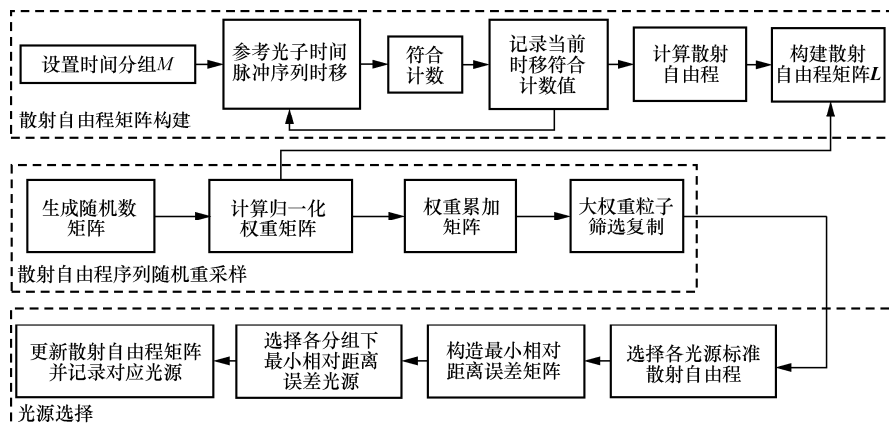 设置时间分组M
参考光子时间
脉冲序列时移
符合
计数
记录当前
时移符合
计数值
计算散射
自由程
构建散射
自由程矩阵L
散射自由程矩阵构建
生成随机数
矩阵
计算归一化
权重矩阵
权重累加
矩阵
大权重粒子
筛选复制
散射自由程序列随机重采样
更新散射自由程矩阵
并记录对应光源
选择各分组下
最小相对距离
误差光源
构造最小相对
距离误差矩阵
选择各光源标准
散射自由程
光源选择